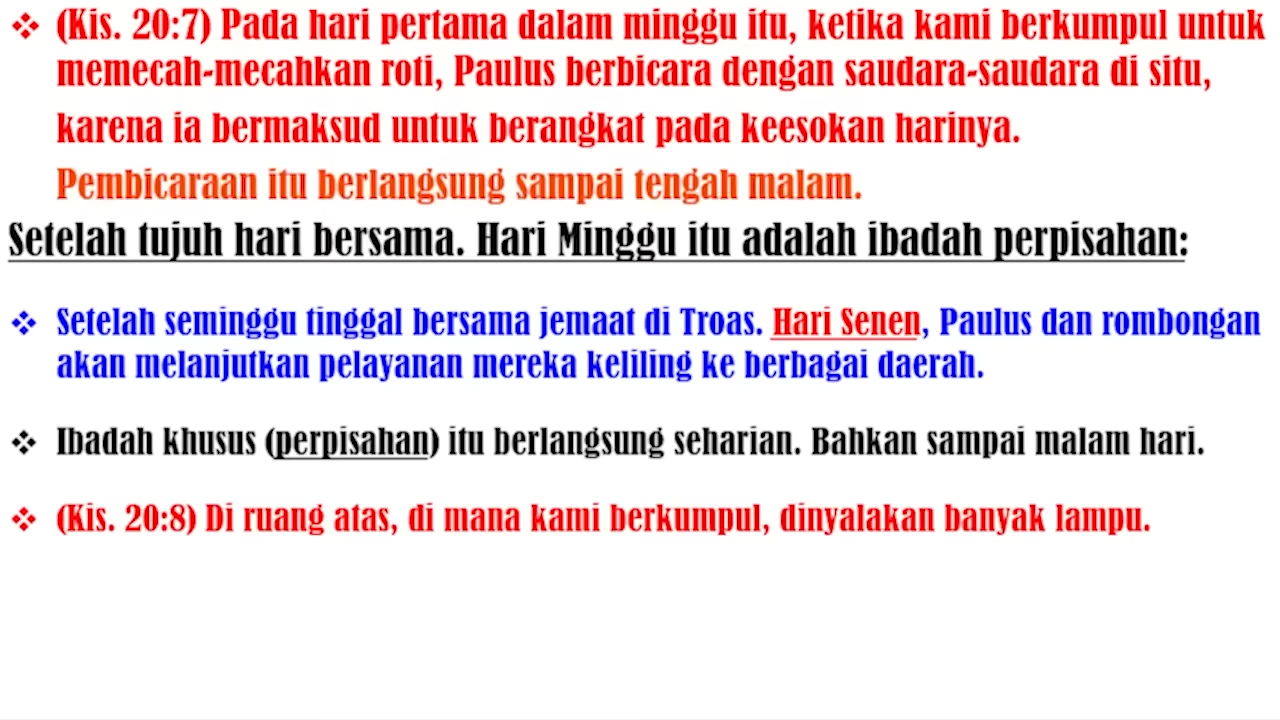 ❖ (Kis. 20:7) Pada hari pertama dalam minggu itu, ketika kami berkumpul untuk
memecah-mecahkan roti, Paulus berbicara dengan saudara-saudara di situ,
karena ia bermaksud untuk berangkat pada keesokan harinya.
Pembicaraan itu berlangsung sampai tengah malam.
Setelah tujuh hari bersama. Hari Minggu itu adalah ibadah perpisahan:
❖ Setelah seminggu tinggal bersama jemaat di Troas. Hari Senen, Paulus dan rombongan
akan melanjutkan pelayanan mereka keliling ke berbagai daerah.
❖ Ibadah khusus (perpisahan) itu berlangsung seharian. Bahkan sampai malam hari.
❖ (Kis. 20:8) Di ruang atas, di mana kami berkumpul, dinyalakan banyak lampu.